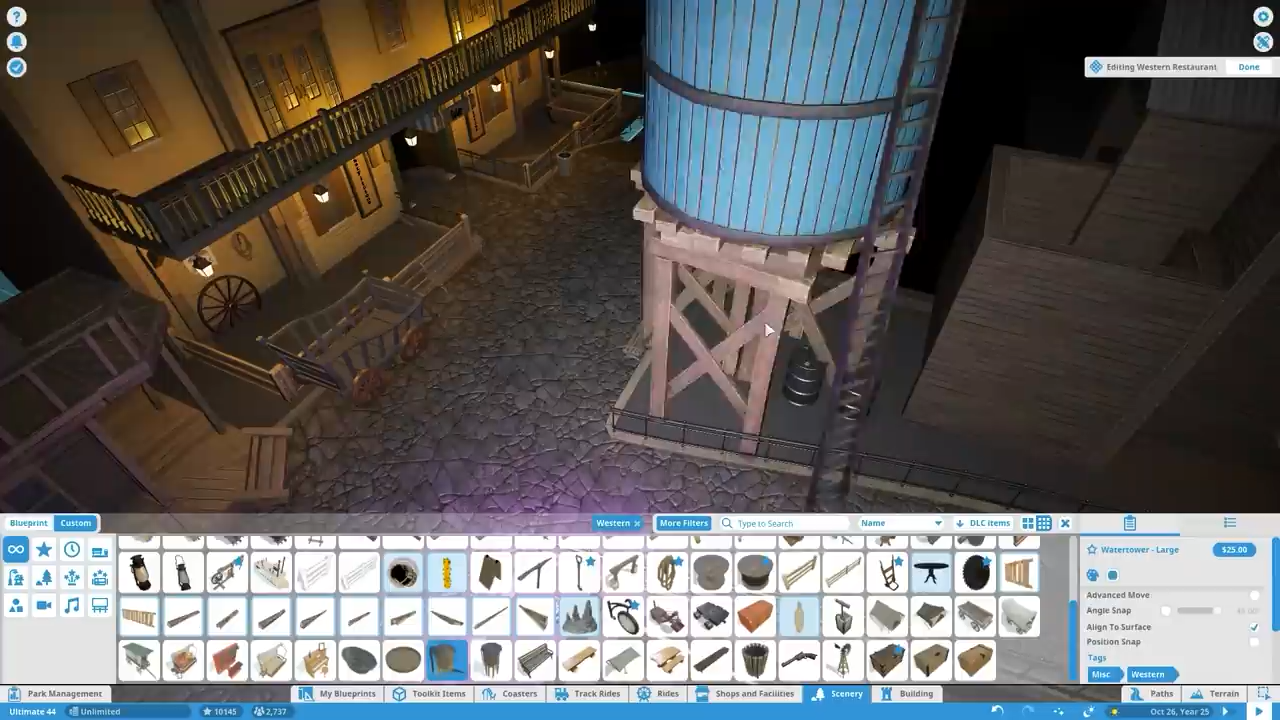 Editing Western Restaurant
Done
Blueprint
Custom
Western
More Filters
Type to Search
Name
DLC items
Watertower - Large
$25.00
Advanced Move
Angle Snap
Align To Surface
Position Snap
Tags
Misc
Western
Park Management
My Blueprints
Toolkit Items
Coasters
Track Rides
Rides
Shops and Facilities
Scenery
Building
Paths
Terrain
Ultimate 44
Unlimited
10145
2,737
Oct 26, Year 25